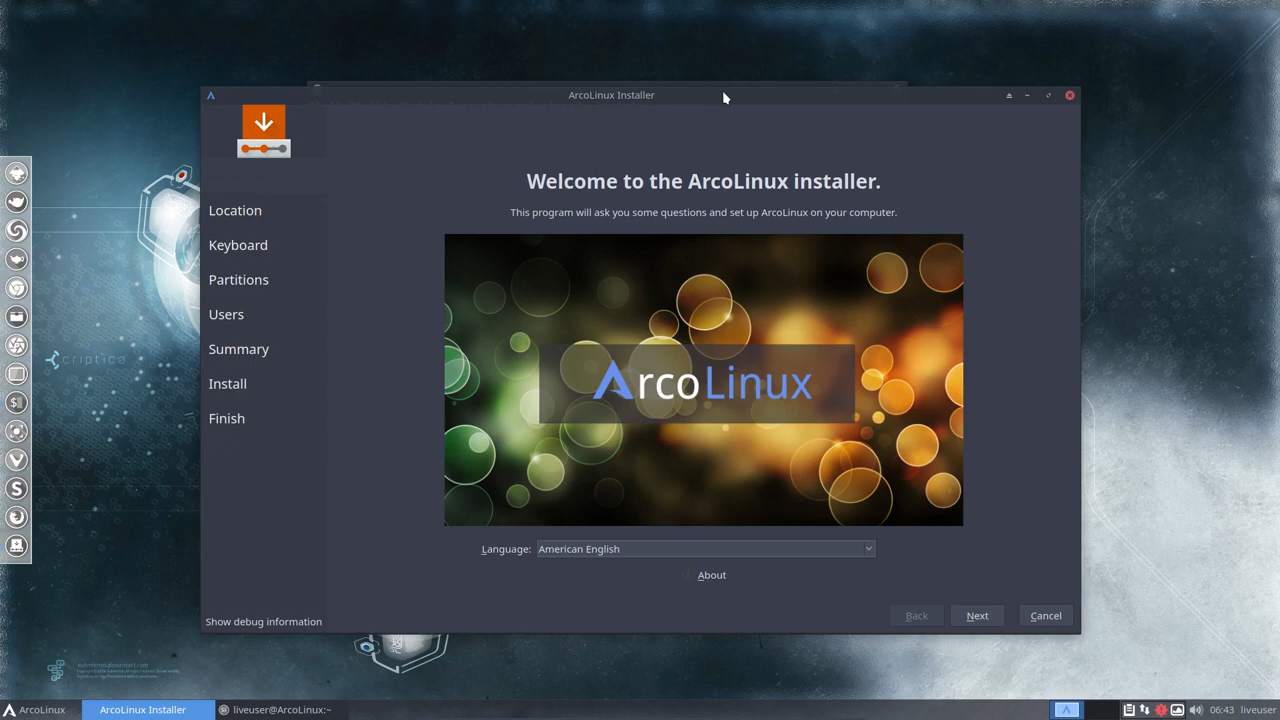 ArcoLinux Installer
Welcome to the ArcoLinux installer.
This program will ask you some questions and set up ArcoLinux on your computer.
Location
Keyboard
Partitions
Users
Summary
Install
Finish
ArcoLinux
criptica
Language: American English
About
Show debug information
Back Next Cancel
ArcoLinux ArcoLinux Installer liveuser@ArcoLinux:~ 06:43 liveuser